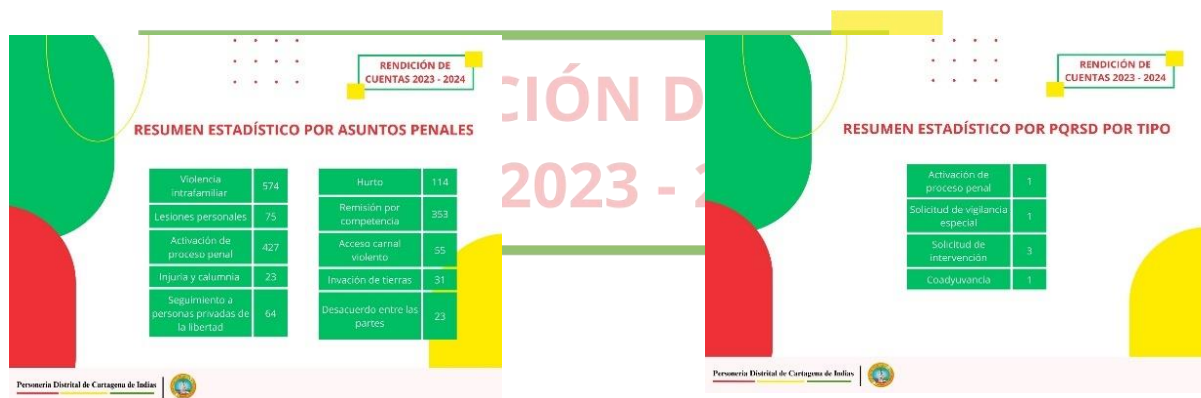 RENDICIÓN DE
CUENTAS 2023 - 2024
RESUMEN ESTADÍSTICO POR ASUNTOS PENALES
Violencia
intrafamiliar
574
Lesiones personales
75
Activación de
proceso penal
427
Injuria y calumnia
23
Seguimiento a
personas privadas de
la libertad
64
Hurto
114
Remisión por
competencia
353
Acceso carnal
violento
55
Invación de tierras
31
Desacuerdo entre las
partes
23
Personería Distrital de Cartagena de Indias
CIÓN D
2023 - 2
RENDICIÓN DE
CUENTAS 2023 - 2024
RESUMEN ESTADÍSTICO POR PQRSD POR TIPO
Activación de
proceso penal
1
Solicitud de vigilancia
especial
1
Solicitud de
intervención
3
Coadyuvancia
1
Personería Distrital de Cartagena de Indias